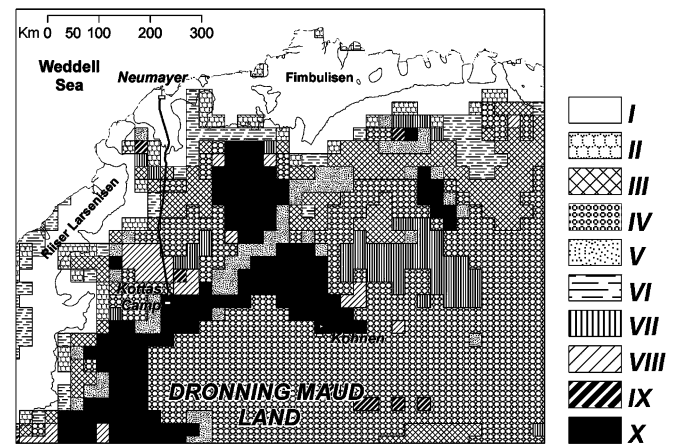 Km 0 50 100 200 300
Weddell
Sea
Neumayer
Fimbulisen
Riiser Larsenisen
Kottas
Camp
Kohnen
DRONNING MAUD
LAND
I
II
III
IV
V
VI
VII
VIII
IX
X